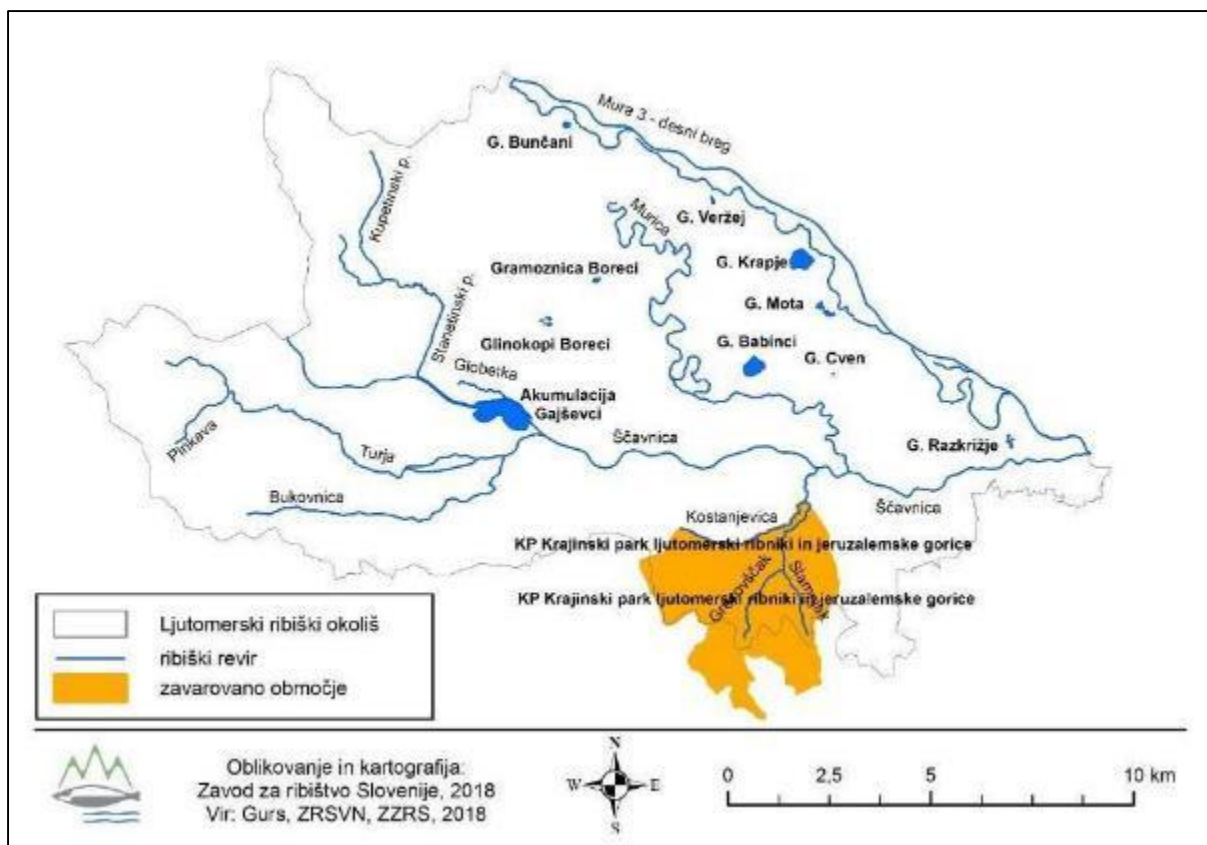 Mura 3 - desni breg
G. Bunčani
Kupetinski p.
G. Veržej
Murica
G. Krapje
Gramoznica Boreci
Stanetinski p.
G. Mota
Glinokopi Boreci
G. Babinci
G. Cven
Globetka
Akumulacija
Gajševci
Plnkava
Ščavnica
G. Razkrižje
Turja
Bukovnica
Ščavnica
Kostanjevica
KP Krajinski park ljutomerski ribniki in jeruzalemske gorice
KP Krajinski park ljutomerski ribniki in jeruzalemske gorice
Ljutomerski ribiški okoliš
ribiški revir
zavarovano območje
Oblikovanje in kartografija:
Zavod za ribištvo Slovenije, 2018
Vir: Gurs, ZRSVN, ZZRS, 2018
N
W
E
S
0 2.5 5 10 km